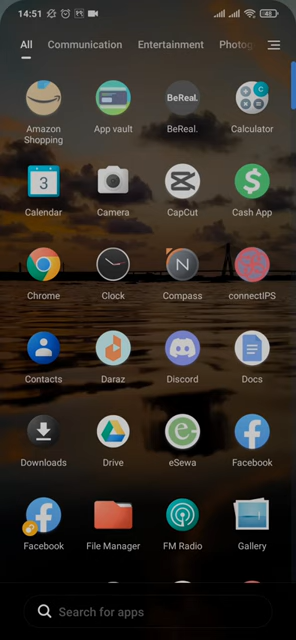 14:51
48
All Communication Entertainment Photog
BeReal.
Amazon
Shopping
App vault
BeReal.
Calculator
3
Calendar
Camera
CapCut
Cash App
Chrome
Clock
N
Compass
connectIPS
Contacts
Daraz
Discord
Docs
Downloads
Drive
eSewa
Facebook
Facebook
File Manager
FM Radio
Gallery
Search for apps